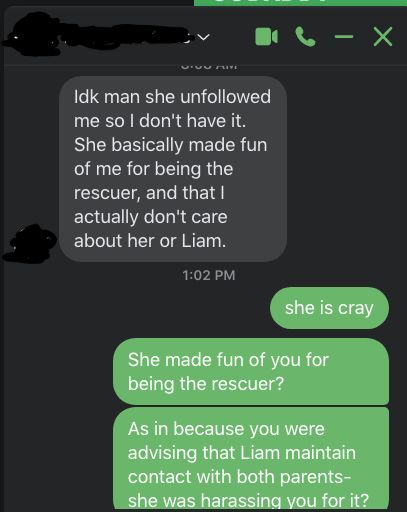 Idk man she unfollowed
me so I don't have it.
She basically made fun
of me for being the
rescuer, and that I
actually don't care
about her or Liam.
1:02 PM
she is cray
She made fun of you for
being the rescuer?
As in because you were
advising that Liam maintain
contact with both parents-
she was harassing you for it?